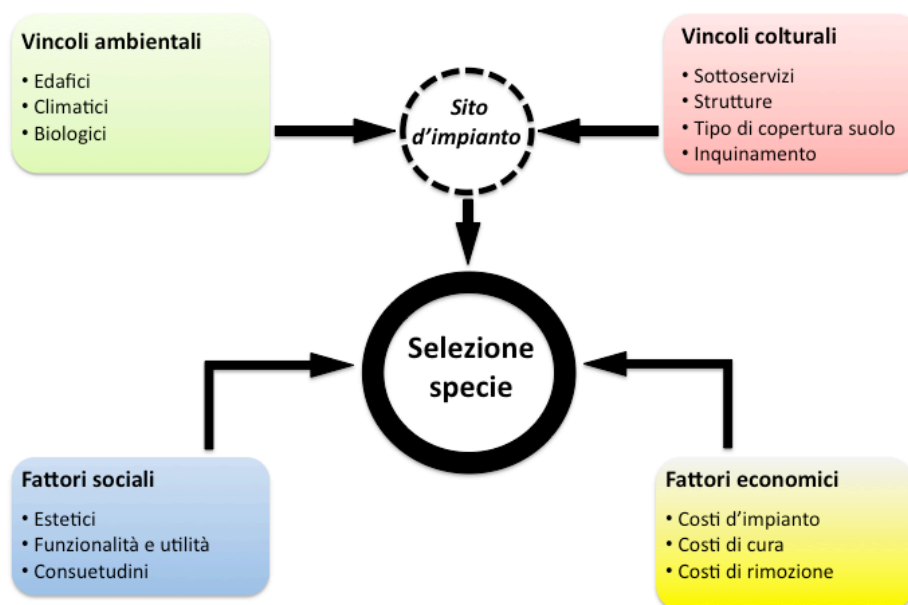 Vincoli ambientali
• Edafici
• Climatici
• Biologici
Sito
d'impianto
Vincoli colturali
• Sottoservizi
• Strutture
• Tipo di copertura suolo
• Inquinamento
Selezione
specie
Fattori sociali
• Estetici
• Funzionalità e utilità
• Consuetudini
Fattori economici
• Costi d'impianto
• Costi di cura
• Costi di rimozione